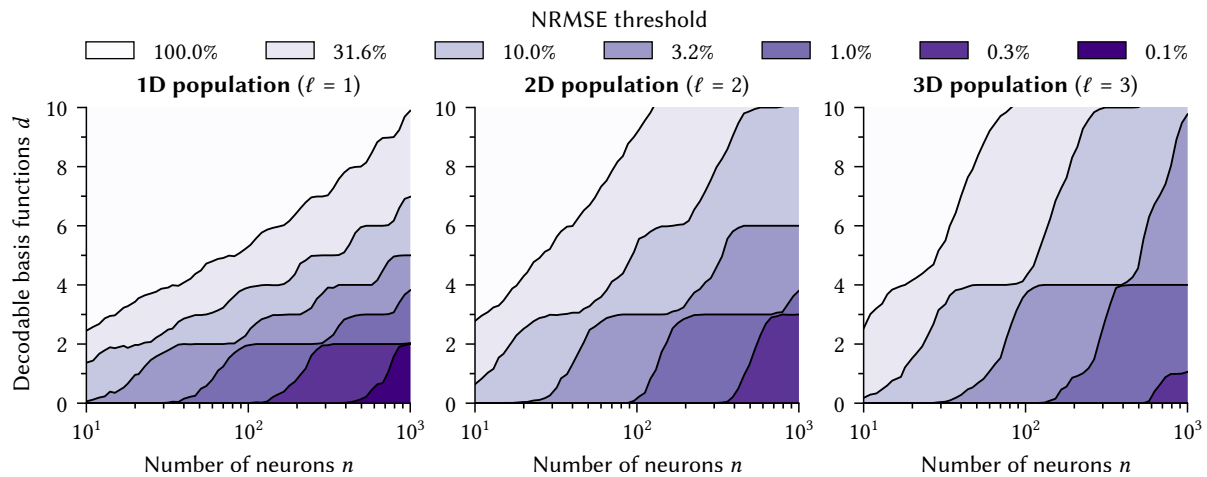 NRMSE threshold
100.0% 31.6% 10.0% 3.2% 1.0% 0.3% 0.1%
1D population (ℓ = 1) 2D population (ℓ = 2) 3D population (ℓ = 3)
Decodable basis functions d
10 10 10
8 8 8
6 6 6
4 4 4
2 2 2
0 0 0
10¹ 10² 10³ 10¹ 10² 10³ 10¹ 10² 10³
Number of neurons n Number of neurons n Number of neurons n